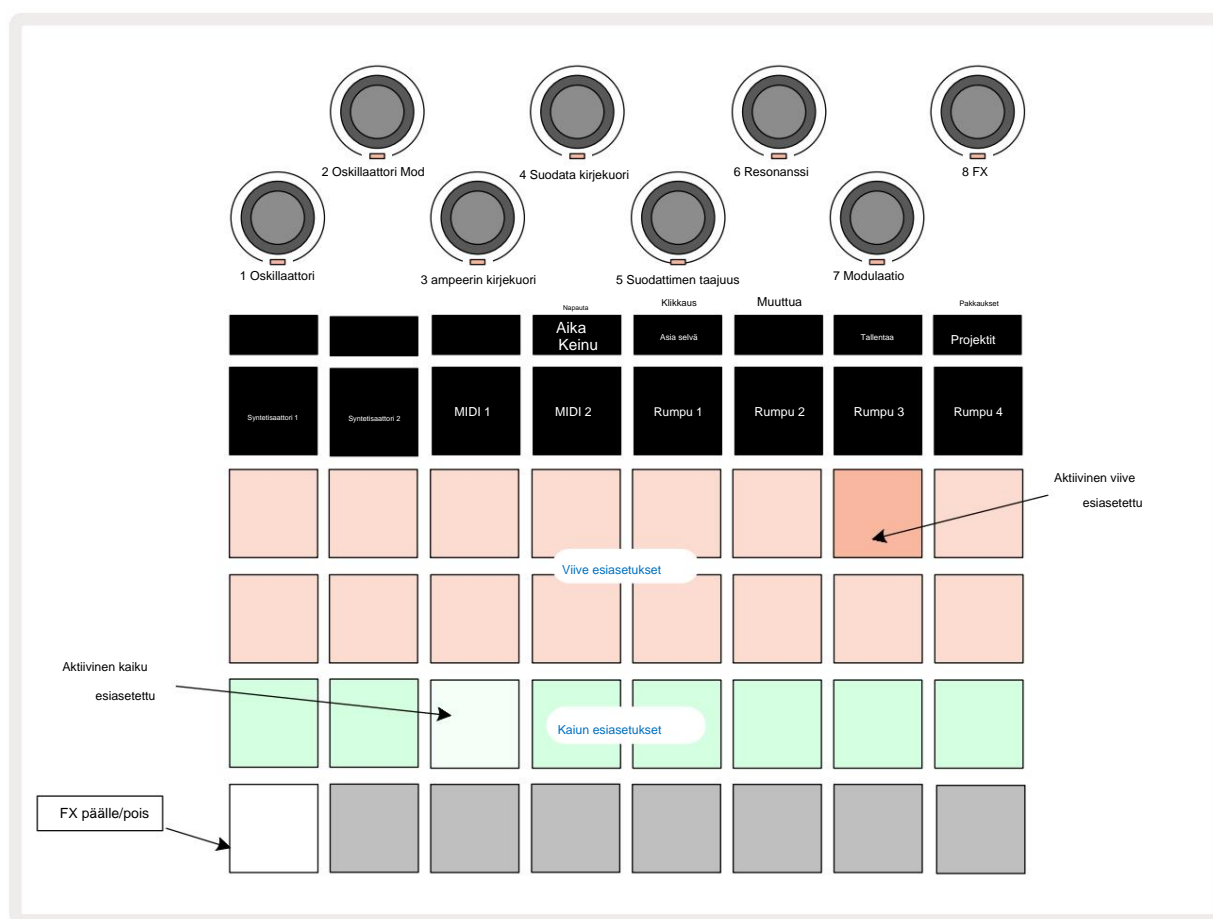 2 Oskillaattori Mod
4 Suodata kirjekuori
6 Resonanssi
8 FX
1 Oskillaattori
3 ampeerin kirjekuori
5 Suodattimen taajuus
7 Modulaatio
Napauta
Klikkaus
Muuttua
Pakkaukset
Aika
Keinu
Asia selvä
Tallentaa
Projektit
Syntetisaattori 1
Syntetisaattori 2
MIDI 1
MIDI 2
Rumpu 1
Rumpu 2
Rumpu 3
Rumpu 4
Aktiivinen viive
esiasetettu
Viive esiasetukset
Aktiivinen kaiku
esiasetettu
Kaiun esiasetukset
FX päälle/pois